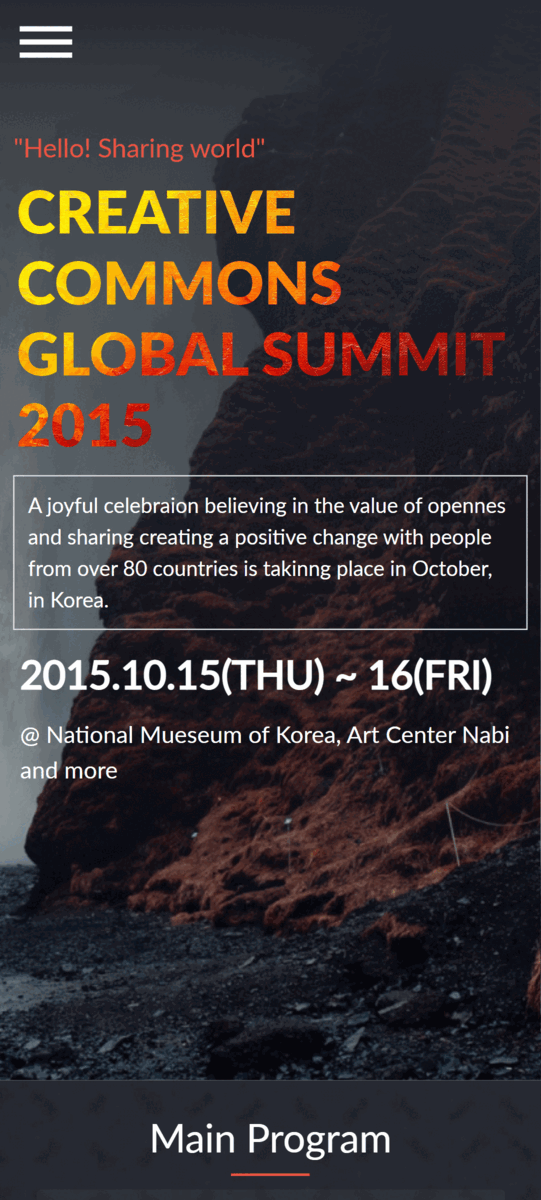 "Hello! Sharing world"
CREATIVE
COMMONS
GLOBAL SUMMIT
2015
A joyful celebraion believing in the value of opennes
and sharing creating a positive change with people
from over 80 countries is takinng place in October,
in Korea.
2015.10.15(THU) ~ 16(FRI)
@ National Mueseum of Korea, Art Center Nabi
and more
Main Program